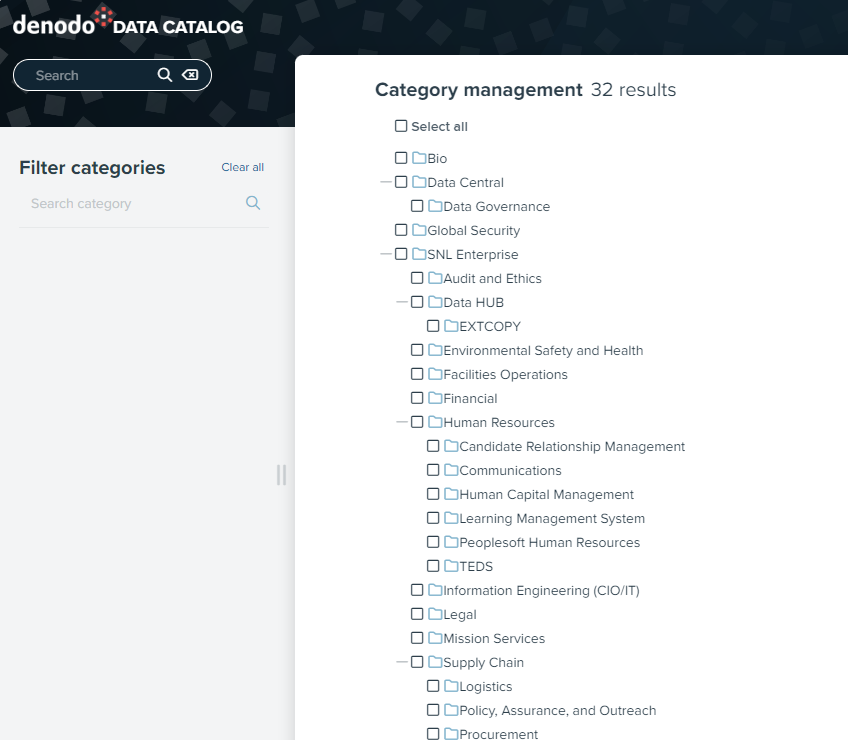 denodo DATA CATALOG
Search
Category management 32 results
Select all
Filter categories
Clear all
Search category
Bio
Data Central
Data Governance
Global Security
SNL Enterprise
Audit and Ethics
Data HUB
EXTCOPY
Environmental Safety and Health
Facilities Operations
Financial
Human Resources
Candidate Relationship Management
Communications
Human Capital Management
Learning Management System
Peoplesoft Human Resources
TEDS
Information Engineering (CIO/IT)
Legal
Mission Services
Supply Chain
Logistics
Policy, Assurance, and Outreach
Procurement